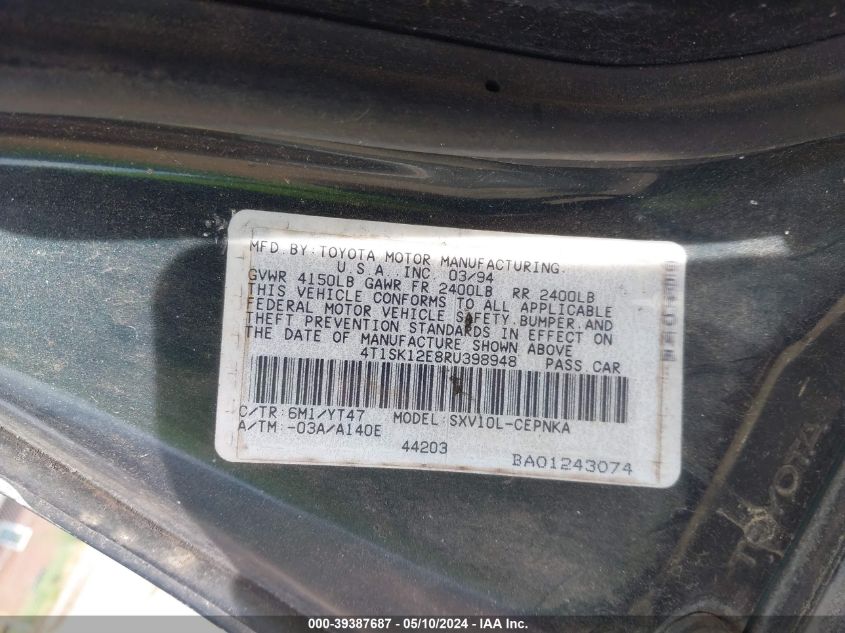 MFD.BY:TOYOTA MOTOR MANUFACTURING.
U.S.A. INC. 03/94
GVWR 4150LB GAWR FR 2400LB RR 2400LB
THIS VEHICLE CONFORMS TO ALL APPLICABLE
FEDERAL MOTOR VEHICLE SAFETY,BUMPER,AND
THEFT PREVENTION STANDARDS IN EFFECT ON
THE DATE OF MANUFACTURE SHOWN ABOVE
4T1SK12E8RU398948 PASS.CAR
C/TR:6M1/YT47 MODEL:SXV10L-CEPNKA
A/TM:-03A/A140E
44203 BA01243074
TOYOTA
000-39387687 / 05/10/2024 - IAA Inc.